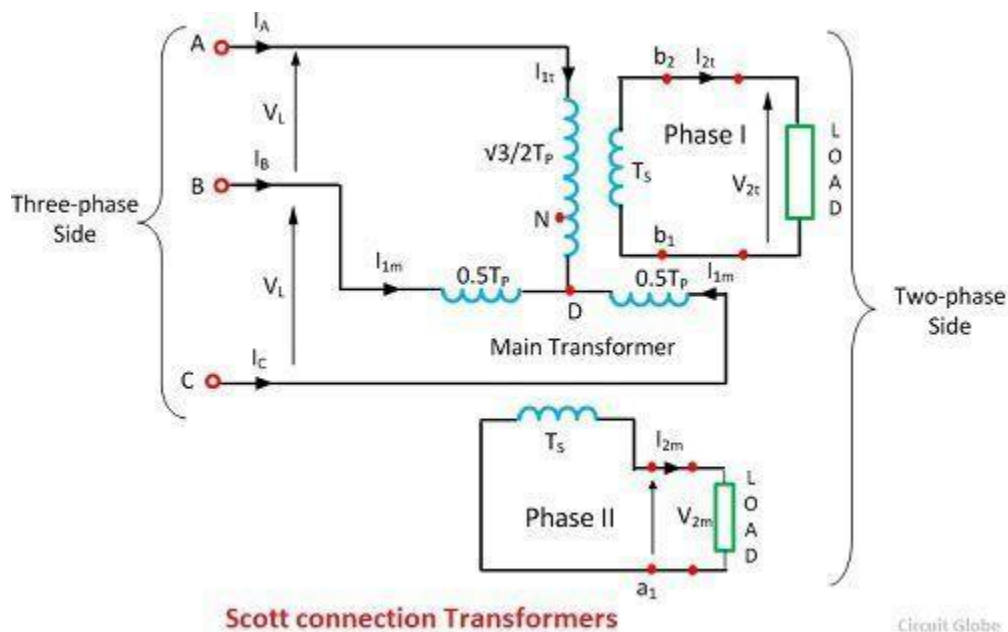 A
I_A
V_L
I_B
B
Three-phase
Side
V_L
I_C
C
I_1t
√3/2T_P
N
I_1m
0.5T_P
D
0.5T_P
I_1m
Main Transformer
b_2
I_2t
Phase I
T_S
V_2t
b_1
L
O
A
D
Two-phase
Side
T_S
I_2m
Phase II
V_2m
a_1
L
O
A
D
Scott connection Transformers
Circuit Globe